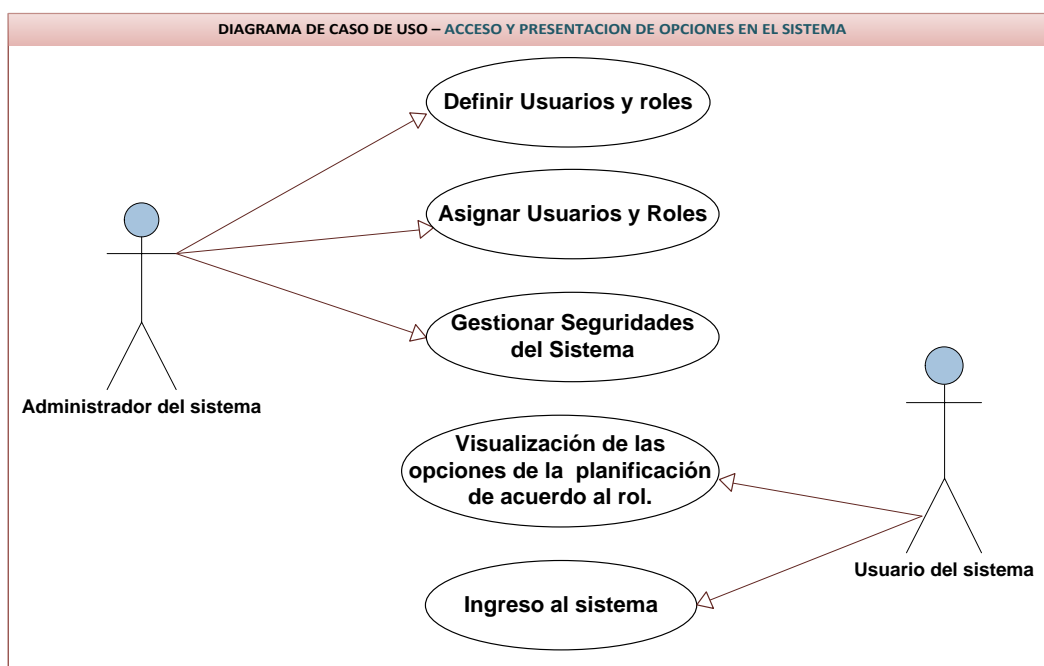 DIAGRAMA DE CASO DE USO – ACCESO Y PRESENTACION DE OPCIONES EN EL SISTEMA
Definir Usuarios y roles
Asignar Usuarios y Roles
Gestionar Seguridades
del Sistema
Administrador del sistema
Visualización de las
opciones de la planificación
de acuerdo al rol.
Usuario del sistema
Ingreso al sistema